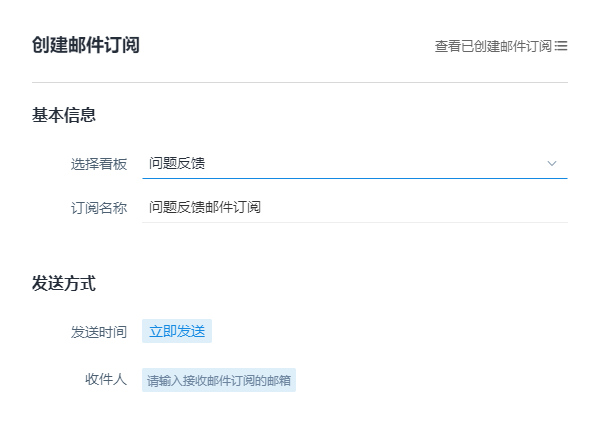 创建邮件订阅
查看已创建邮件订阅
基本信息
选择看板 问题反馈
订阅名称 问题反馈邮件订阅
发送方式
发送时间 立即发送
收件人 请输入接收邮件订阅的邮箱